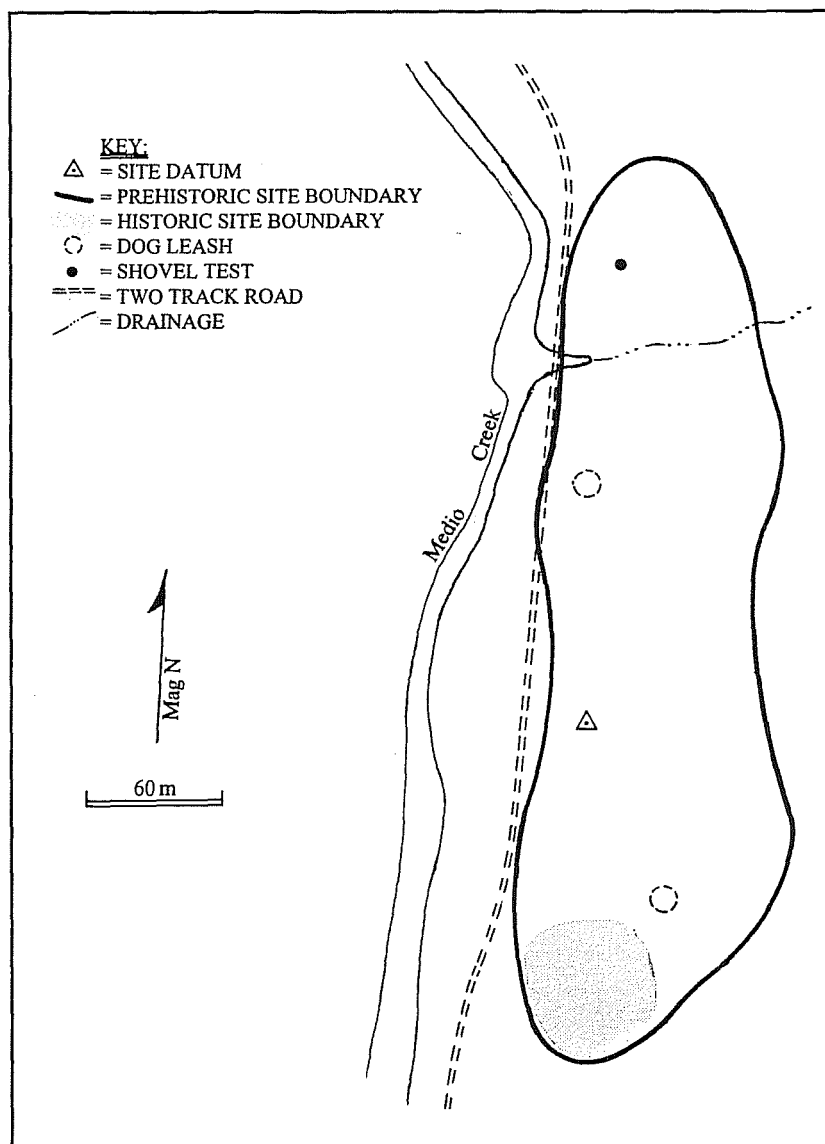 KEY:
= SITE DATUM
= PREHISTORIC SITE BOUNDARY
= HISTORIC SITE BOUNDARY
= DOG LEASH
= SHOVEL TEST
= TWO TRACK ROAD
= DRAINAGE
Medio Creek
Mag N
60 m